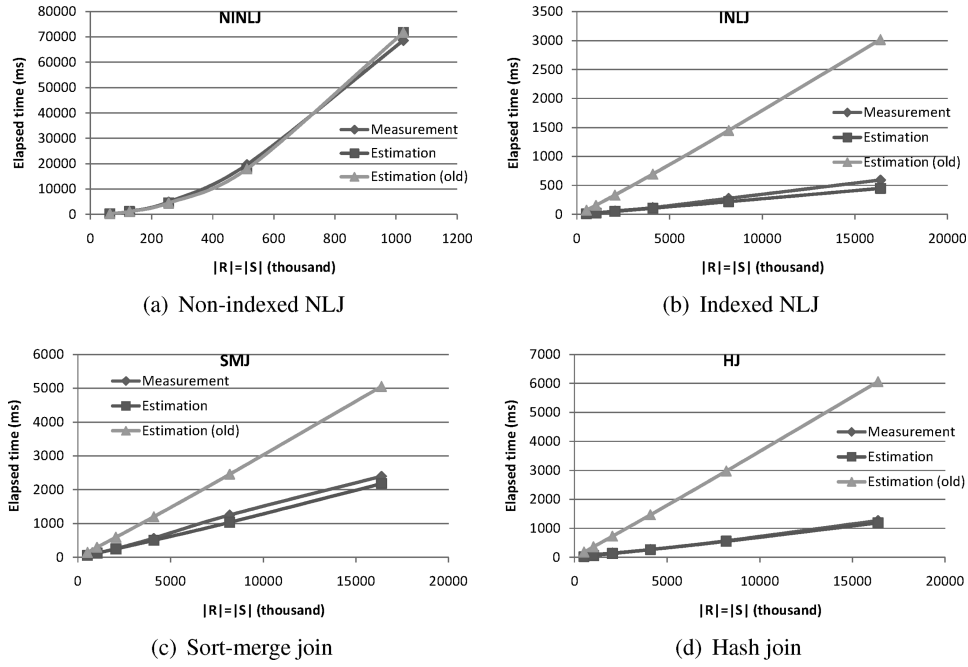 NINLJ
80000
70000
60000
50000
40000
30000
20000
10000
0
Elapsed time (ms)
Measurement
Estimation
Estimation (old)
0 200 400 600 800 1000 1200
|R|=|S| (thousand)
(a) Non-indexed NLJ
INLJ
3500
3000
2500
2000
1500
1000
500
0
Elapsed time (ms)
Measurement
Estimation
Estimation (old)
0 5000 10000 15000 20000
|R|=|S| (thousand)
(b) Indexed NLJ
SMJ
6000
5000
4000
3000
2000
1000
0
Elapsed time (ms)
Measurement
Estimation
Estimation (old)
0 5000 10000 15000 20000
|R|=|S| (thousand)
(c) Sort-merge join
HJ
7000
6000
5000
4000
3000
2000
1000
0
Elapsed time (ms)
Measurement
Estimation
Estimation (old)
0 5000 10000 15000 20000
|R|=|S| (thousand)
(d) Hash join